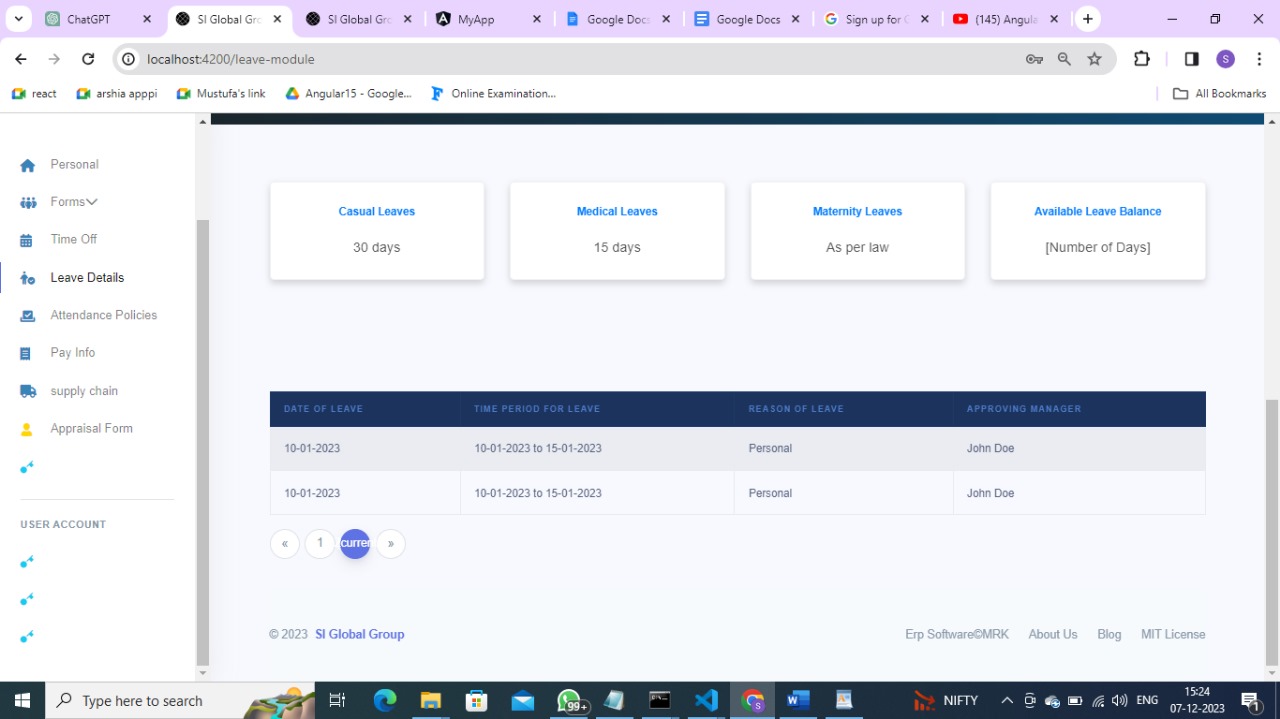 ChatGPT
SI Global Gro
SI Global Gro
MyApp
Google Docs
Google Docs
Sign up for G
(145) Angula
localhost:4200/leave-module
S
react
arshia apppi
Mustufa's link
Angular15 - Google...
Online Examination...
All Bookmarks
Personal
Forms
Time Off
Leave Details
Attendance Policies
Pay Info
supply chain
Appraisal Form
USER ACCOUNT
Casual Leaves
30 days
Medical Leaves
15 days
Maternity Leaves
As per law
Available Leave Balance
[Number of Days]
DATE OF LEAVE TIME PERIOD FOR LEAVE REASON OF LEAVE APPROVING MANAGER
10-01-2023 10-01-2023 to 15-01-2023 Personal John Doe
10-01-2023 10-01-2023 to 15-01-2023 Personal John Doe
« 1 curren »
© 2023 SI Global Group
Erp Software©MRK About Us Blog MIT License
Type here to search
99+
NIFTY
ENG
15:24
07-12-2023
1